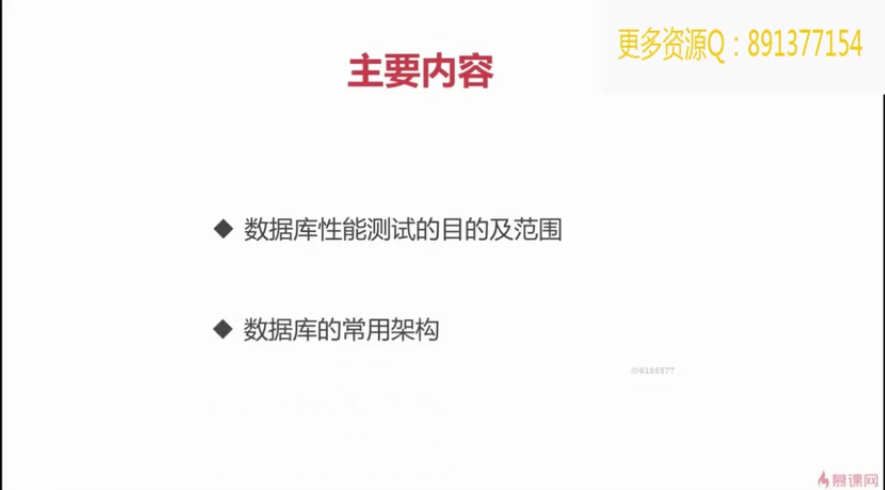 更多资源Q：891377154
主要内容
◆ 数据库性能测试的目的及范围
◆ 数据库的常用架构
慕课网